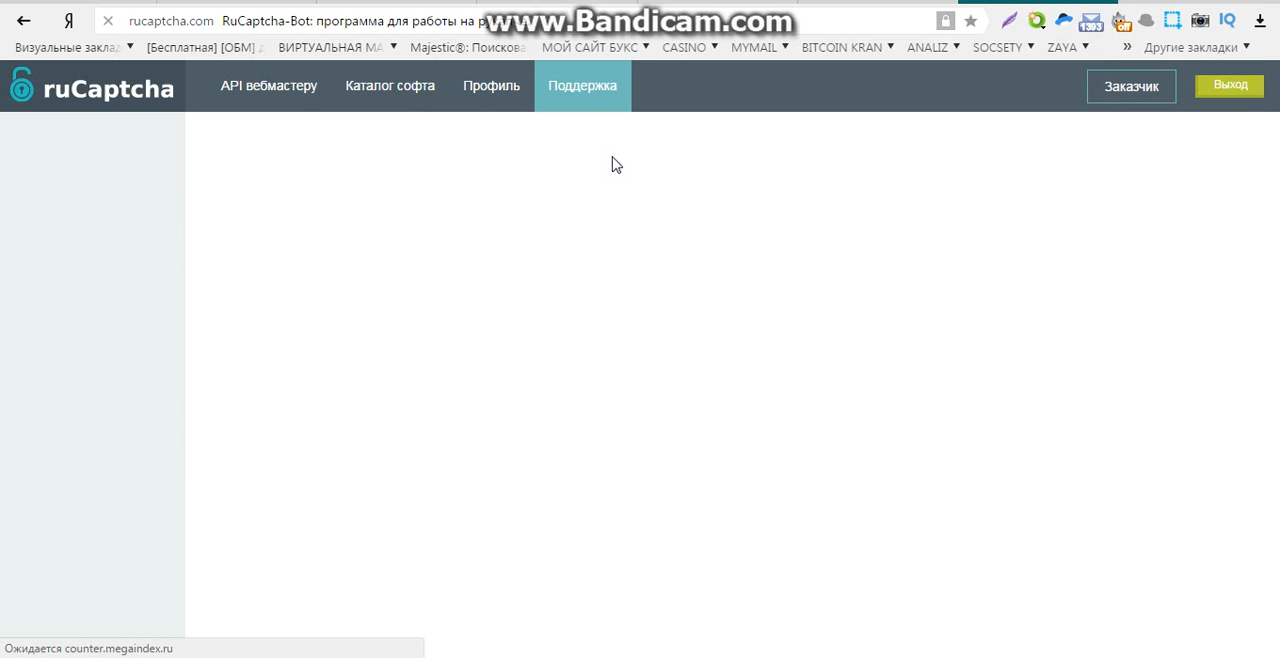 www.Bandicam.com
Я rucaptcha.com RuCaptcha-Bot: программа для работы на
1393 off IQ
Визуальные заклад [Бесплатная] [ОБМ] ВИРТУАЛЬНАЯ МА Majestic®: Поискова МОЙ САЙТ БУКС CASINO MYMAIL BITCOIN KRAN ANALIZ SOCSETY ZAYA » Другие закладки
ruCaptcha API вебмастеру Каталог софта Профиль Поддержка Заказчик Выход
Ожидается counter.megaindex.ru